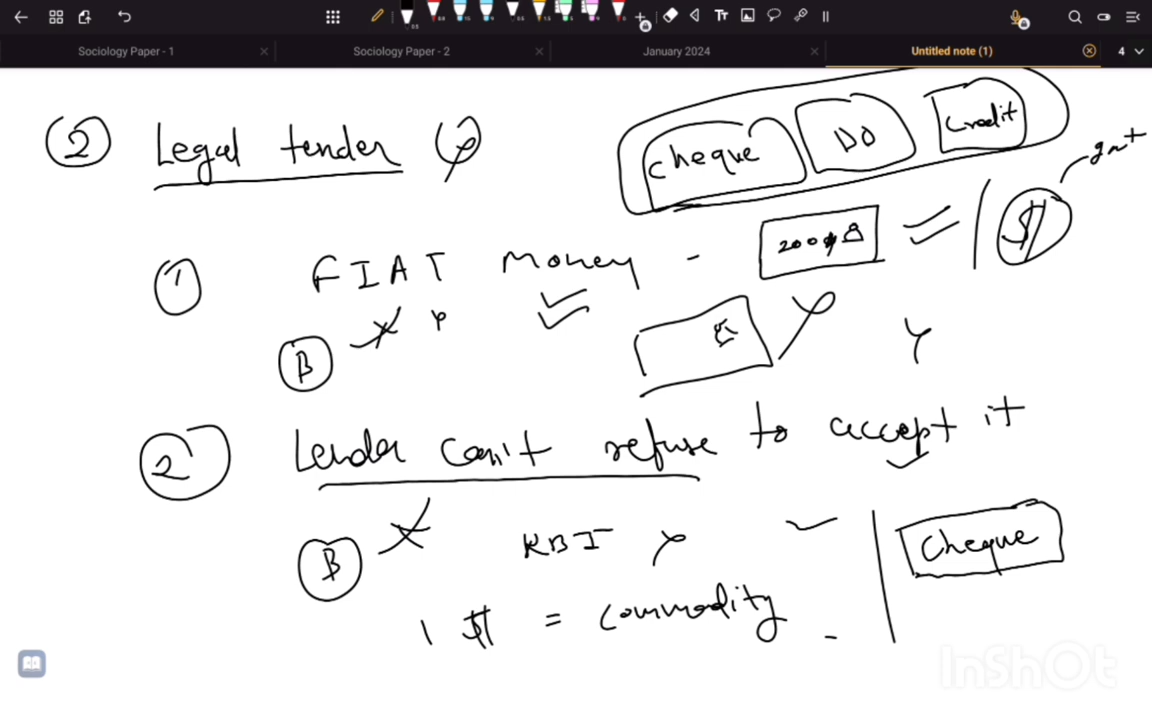 Sociology Paper - 1
Sociology Paper - 2
January 2024
Untitled note (1)
4
② Legal tender
Cheque
DD
Credit
① FIAT Money -
200
$
B
② Lender can't refuse to accept it
B
RBI
Cheque
1 $ = commodity -
InShOt